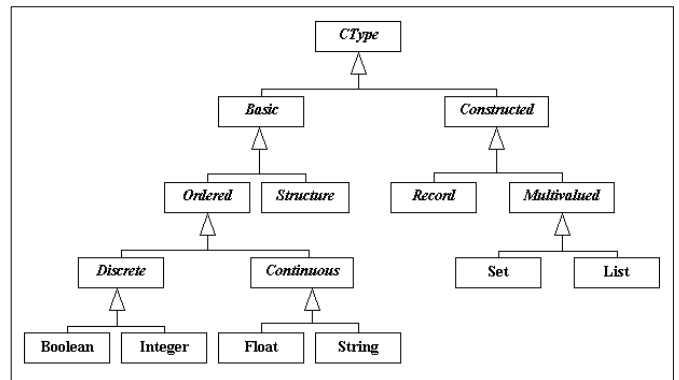 CType
Basic
Constructed
Ordered
Structure
Record
Multivalued
Discrete
Continuous
Set
List
Boolean
Integer
Float
String